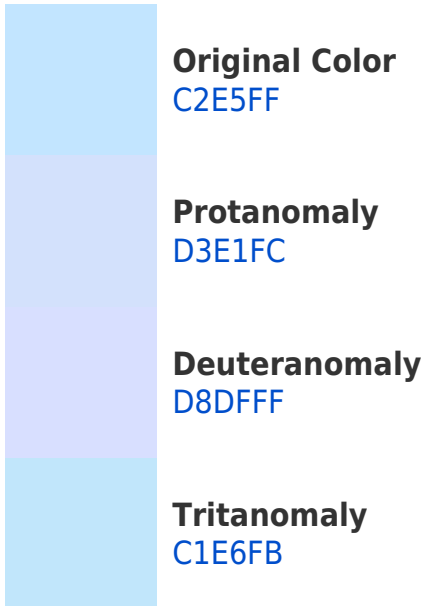 Original Color
C2E5FF
Protanomaly
D3E1FC
Deuteranomaly
D8DFFF
Tritanomaly
C1E6FB